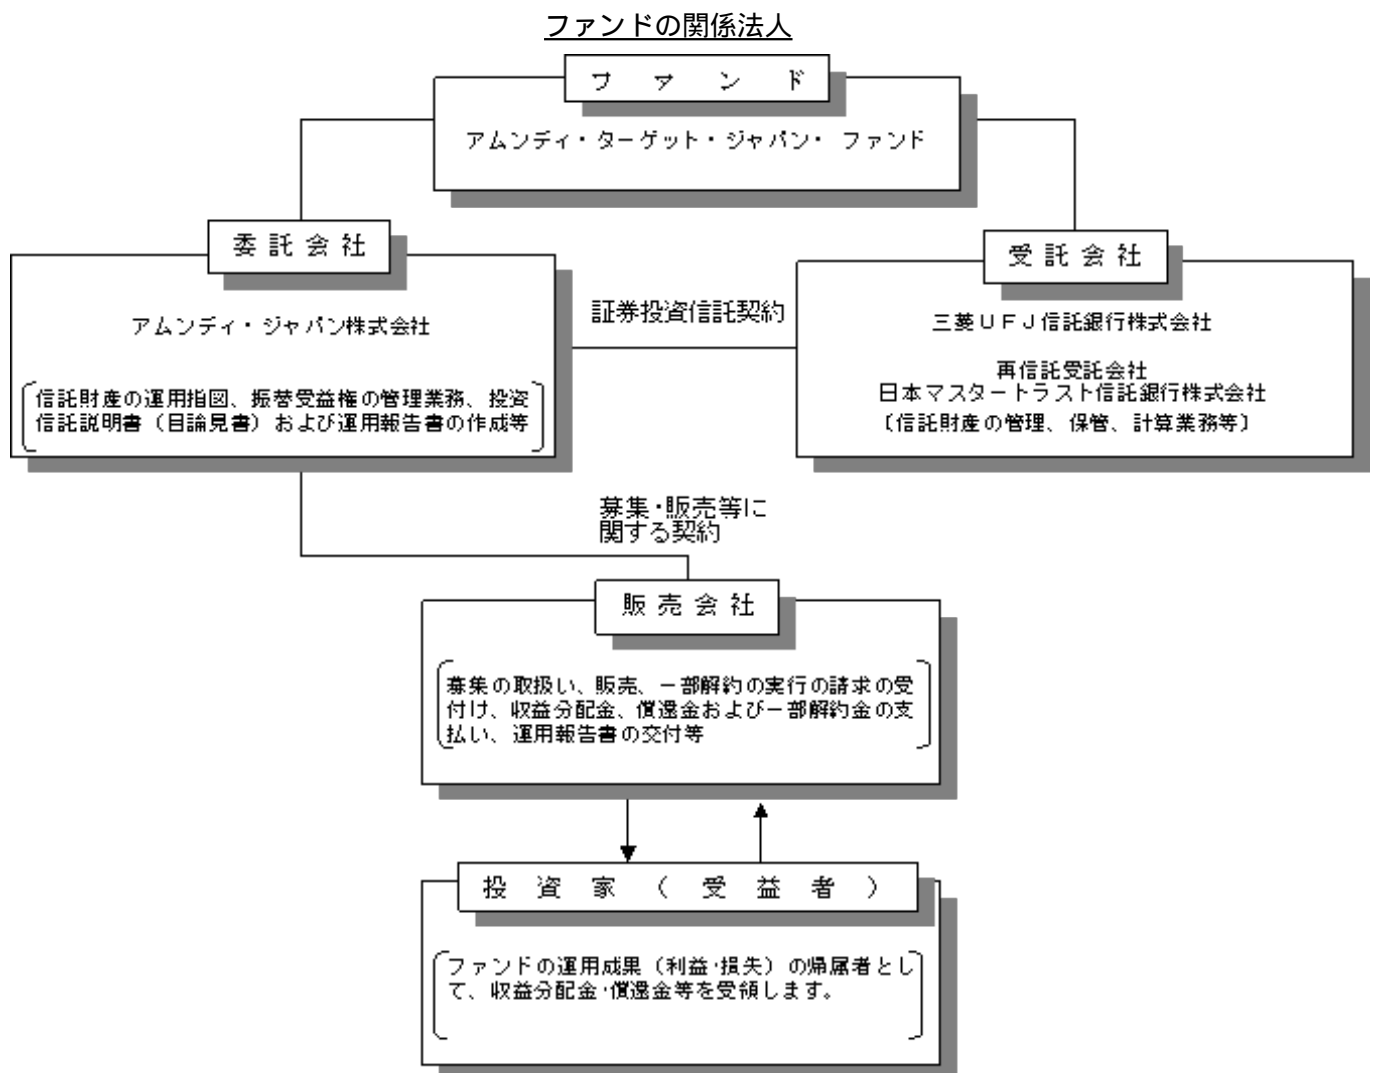 ファンドの関係法人
ファンド
アムンディ・ターゲット・ジャパン・ファンド
委託会社
アムンディ・ジャパン株式会社
信託財産の運用指図、振替受益権の管理業務、投資
信託説明書（目論見書）および運用報告書の作成等
証券投資信託契約
受託会社
三菱ＵＦＪ信託銀行株式会社
再信託受託会社
日本マスタートラスト信託銀行株式会社
〔信託財産の管理、保管、計算業務等〕
募集・販売等に
関する契約
販売会社
募集の取扱い、販売、一部解約の実行の請求の受
付け、収益分配金、償還金および一部解約金の支
払い、運用報告書の交付等
投資家（受益者）
ファンドの運用成果（利益・損失）の帰属者とし
て、収益分配金・償還金等を受領します。